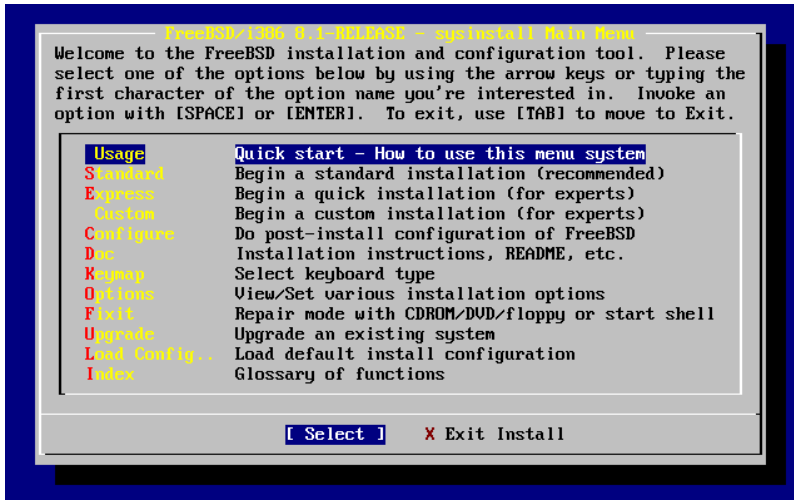 FreeBSD/i386 8.1-RELEASE - sysinstall Main Menu
Welcome to the FreeBSD installation and configuration tool.  Please
select one of the options below by using the arrow keys or typing the
first character of the option name you're interested in.  Invoke an
option with [SPACE] or [ENTER].  To exit, use [TAB] to move to Exit.
Usage Quick start - How to use this menu system
Standard Begin a standard installation (recommended)
Express Begin a quick installation (for experts)
Custom Begin a custom installation (for experts)
Configure Do post-install configuration of FreeBSD
Doc Installation instructions, README, etc.
Keymap Select keyboard type
Options View/Set various installation options
Fixit Repair mode with CDROM/DVD/floppy or start shell
Upgrade Upgrade an existing system
Load Config.. Load default install configuration
Index Glossary of functions
[ Select ] X Exit Install